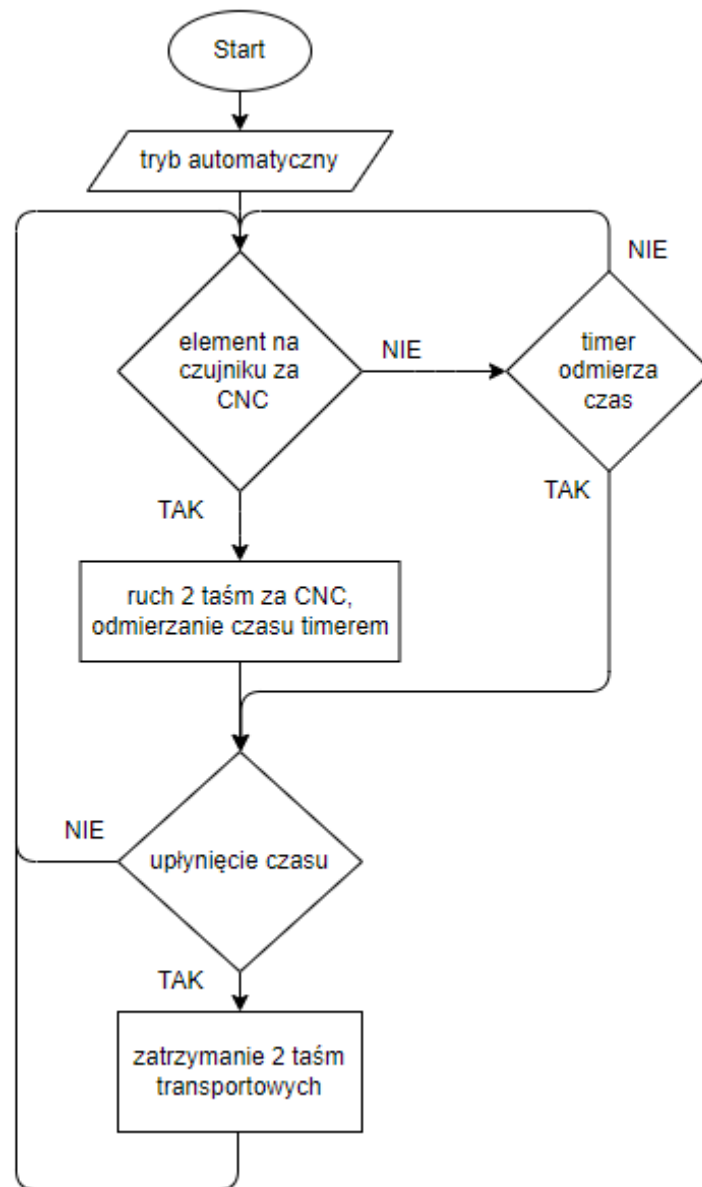 Start
tryb automatyczny
NIE
element na
czujniku za
CNC
NIE
timer
odmierza
czas
TAK
TAK
ruch 2 taśm za CNC,
odmierzanie czasu timerem
NIE
upłynięcie czasu
TAK
zatrzymanie 2 taśm
transportowych